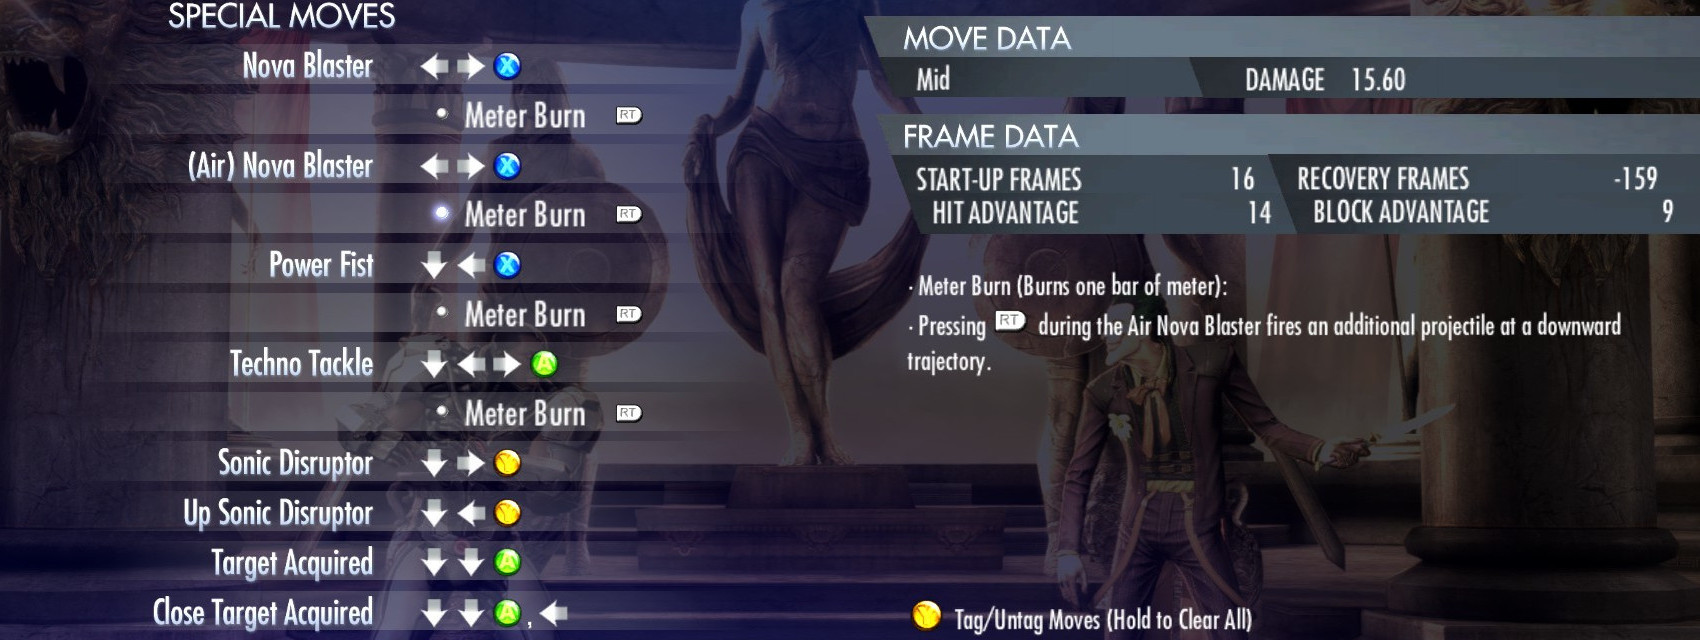 SPECIAL MOVES
Nova Blaster X
Meter Burn RT
(Air) Nova Blaster X
Meter Burn RT
Power Fist X
Meter Burn RT
Techno Tackle A
Meter Burn RT
Sonic Disruptor Y
Up Sonic Disruptor Y
Target Acquired A
Close Target Acquired A ,
MOVE DATA
Mid DAMAGE 15.60
FRAME DATA
START-UP FRAMES 16 RECOVERY FRAMES -159
HIT ADVANTAGE 14 BLOCK ADVANTAGE 9
· Meter Burn (Burns one bar of meter):
· Pressing RT during the Air Nova Blaster fires an additional projectile at a downward
trajectory.
Y Tag/Untag Moves (Hold to Clear All)